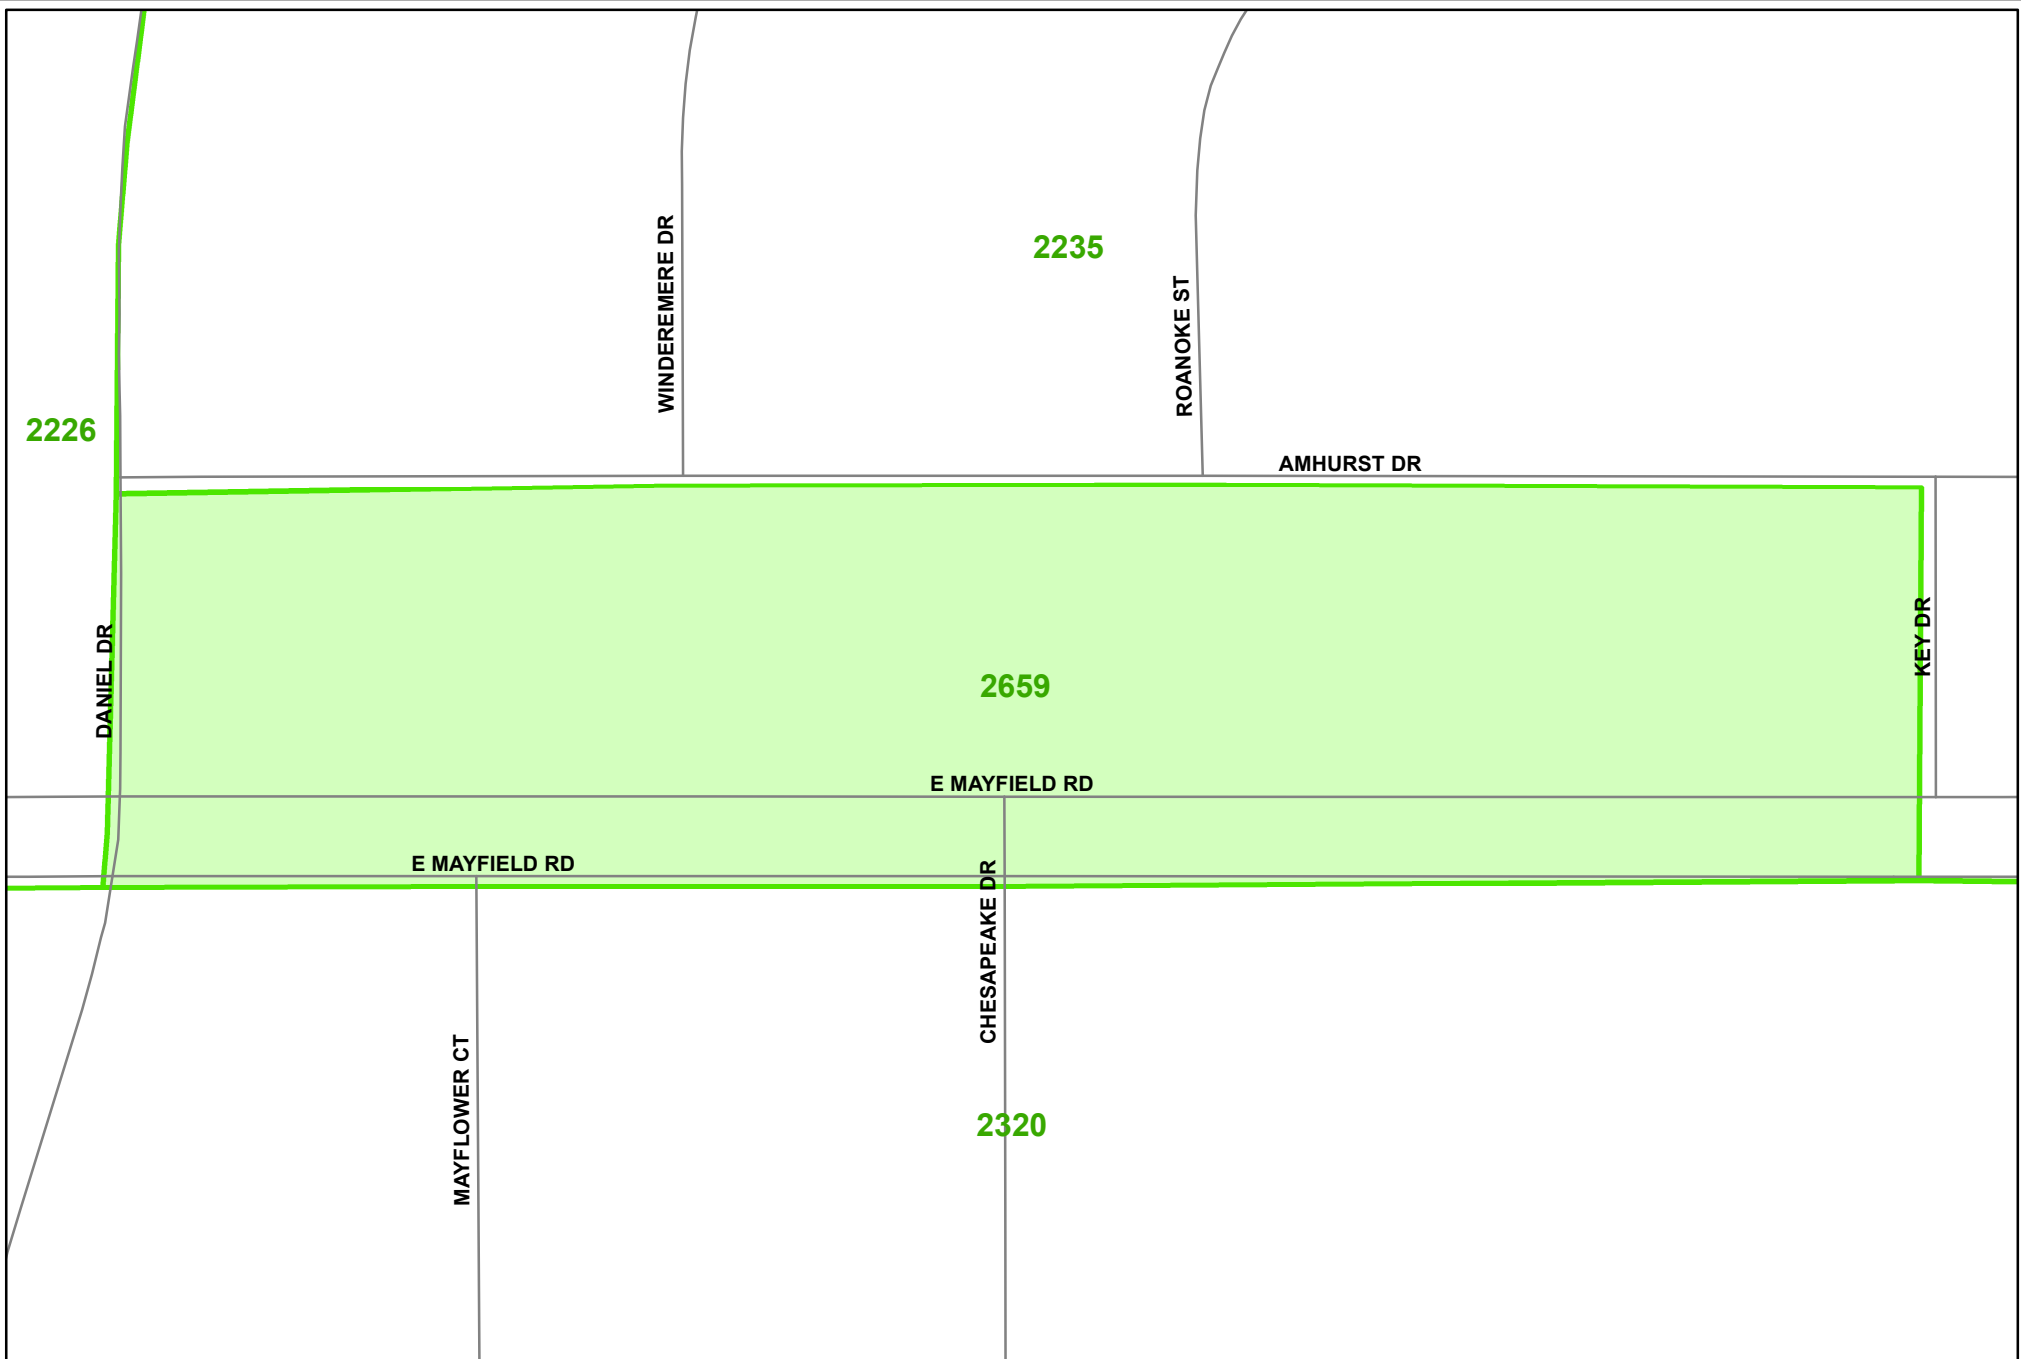 WINDEREMERE DR
2235
ROANOKE ST
2226
AMHURST DR
DANIEL DR
KEY DR
2659
E MAYFIELD RD
E MAYFIELD RD
CHESAPEAKE DR
MAYFLOWER CT
2320